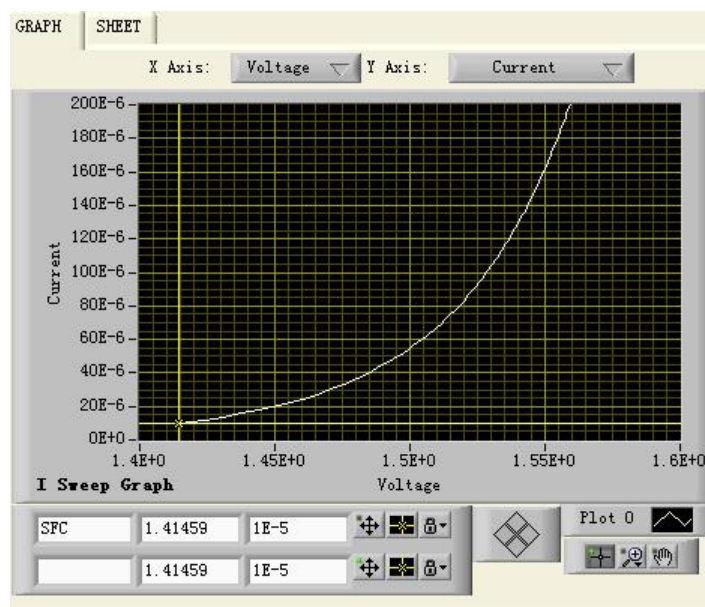 GRAPH SHEET
X Axis: Voltage Y Axis: Current
200E-6
180E-6
160E-6
140E-6
120E-6
100E-6
80E-6
60E-6
40E-6
20E-6
0E+0
Current
1.4E+0 1.45E+0 1.5E+0 1.55E+0 1.6E+0
I Sweep Graph Voltage
SFC 1.41459 1E-5 Plot 0
1.41459 1E-5